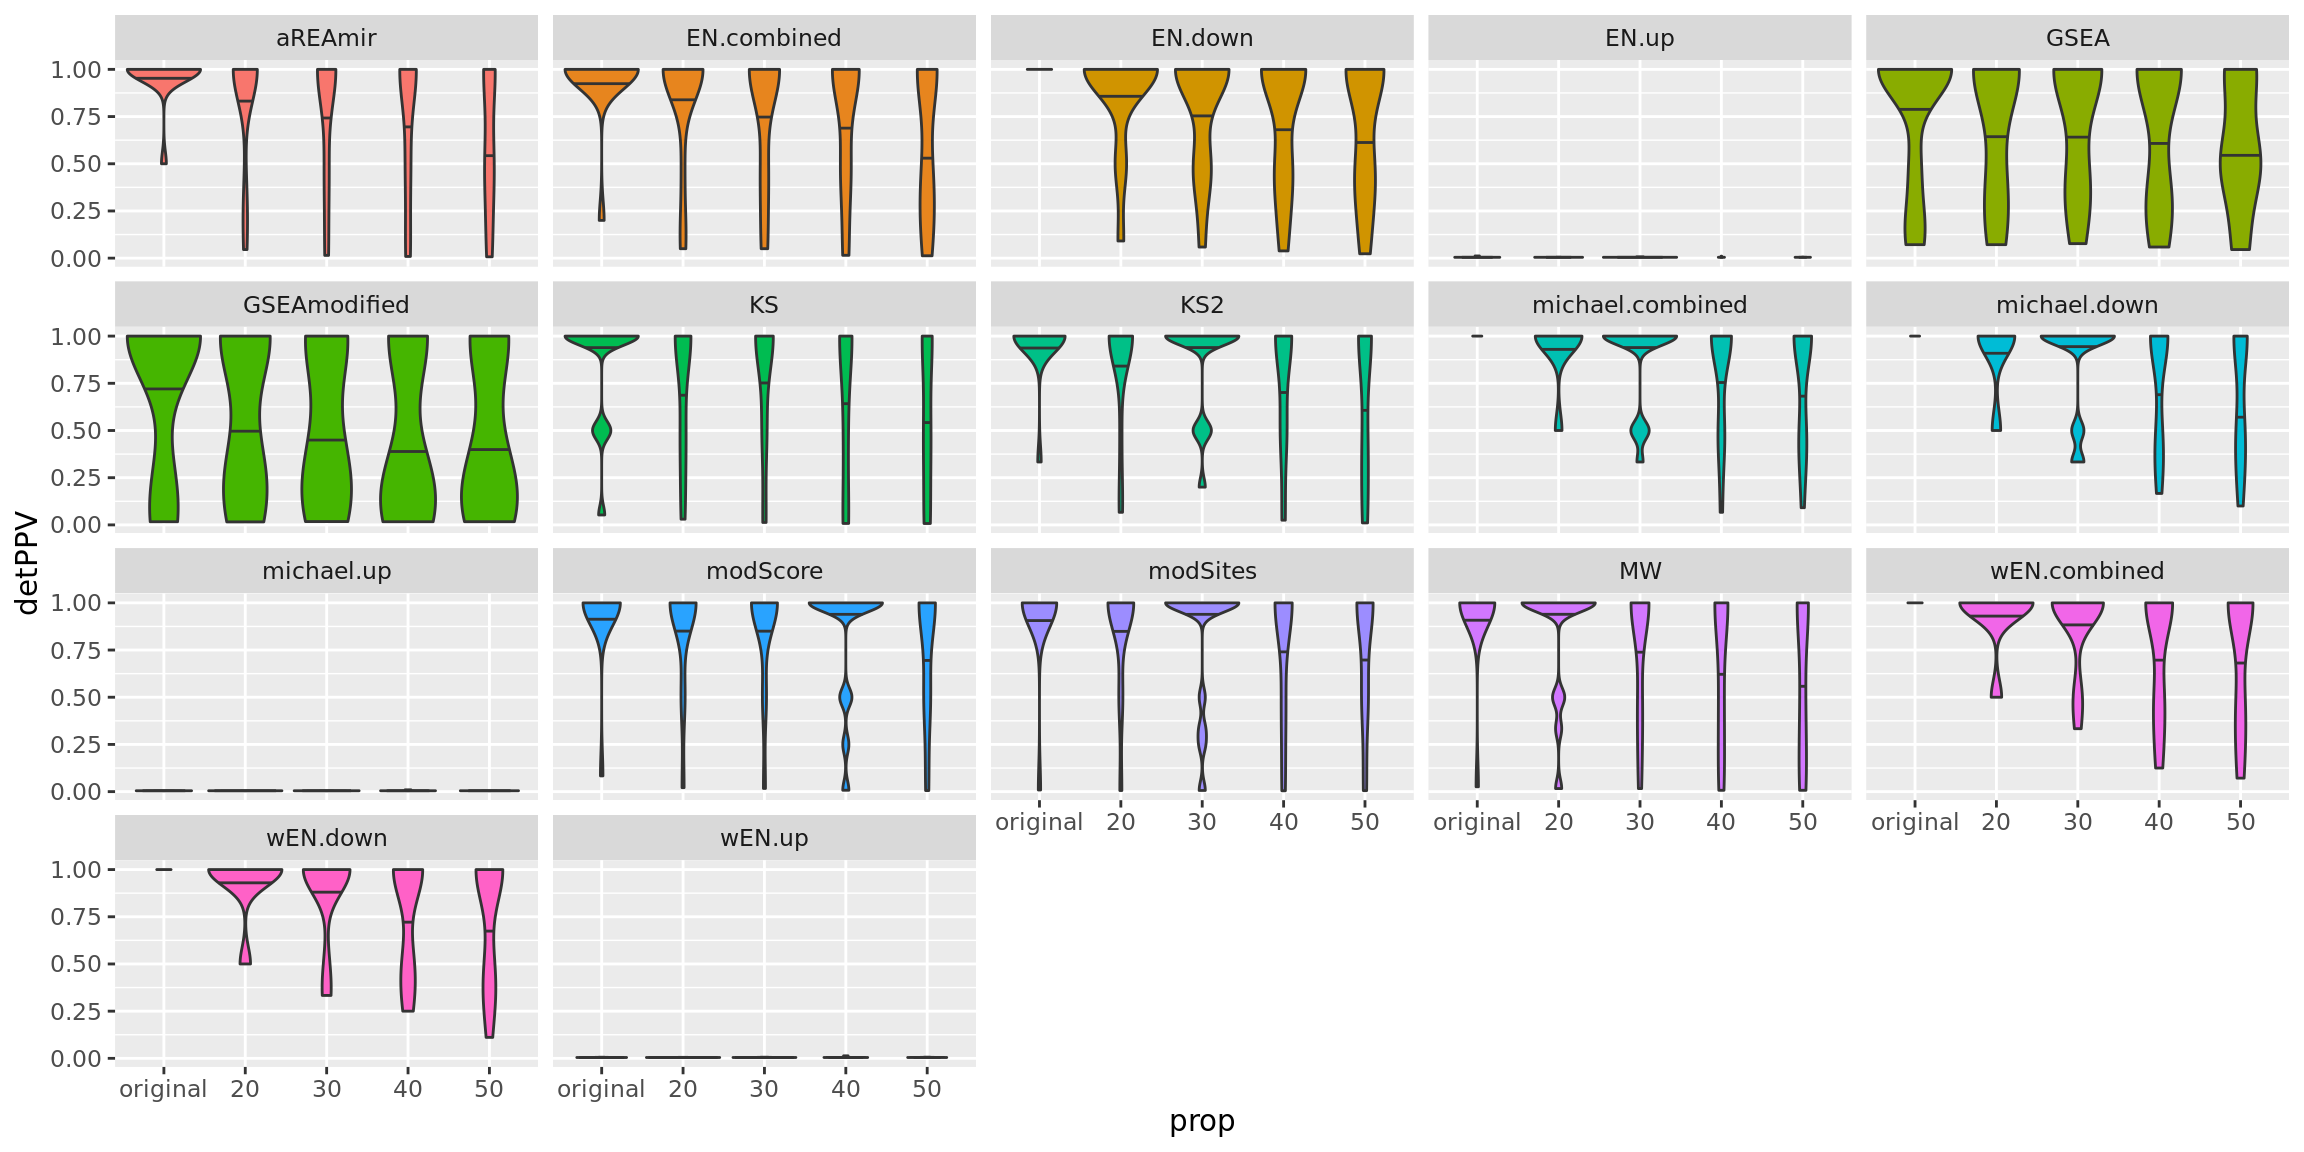 aREAmir EN.combined EN.down EN.up GSEA
1.00
0.75
0.50
0.25
0.00
GSEAmodified KS KS2 michael.combined michael.down
1.00
0.75
0.50
0.25
0.00
detPPV
michael.up modScore modSites MW wEN.combined
1.00
0.75
0.50
0.25
0.00
original 20 30 40 50 original 20 30 40 50 original 20 30 40 50
wEN.down wEN.up
1.00
0.75
0.50
0.25
0.00
original 20 30 40 50 original 20 30 40 50
prop